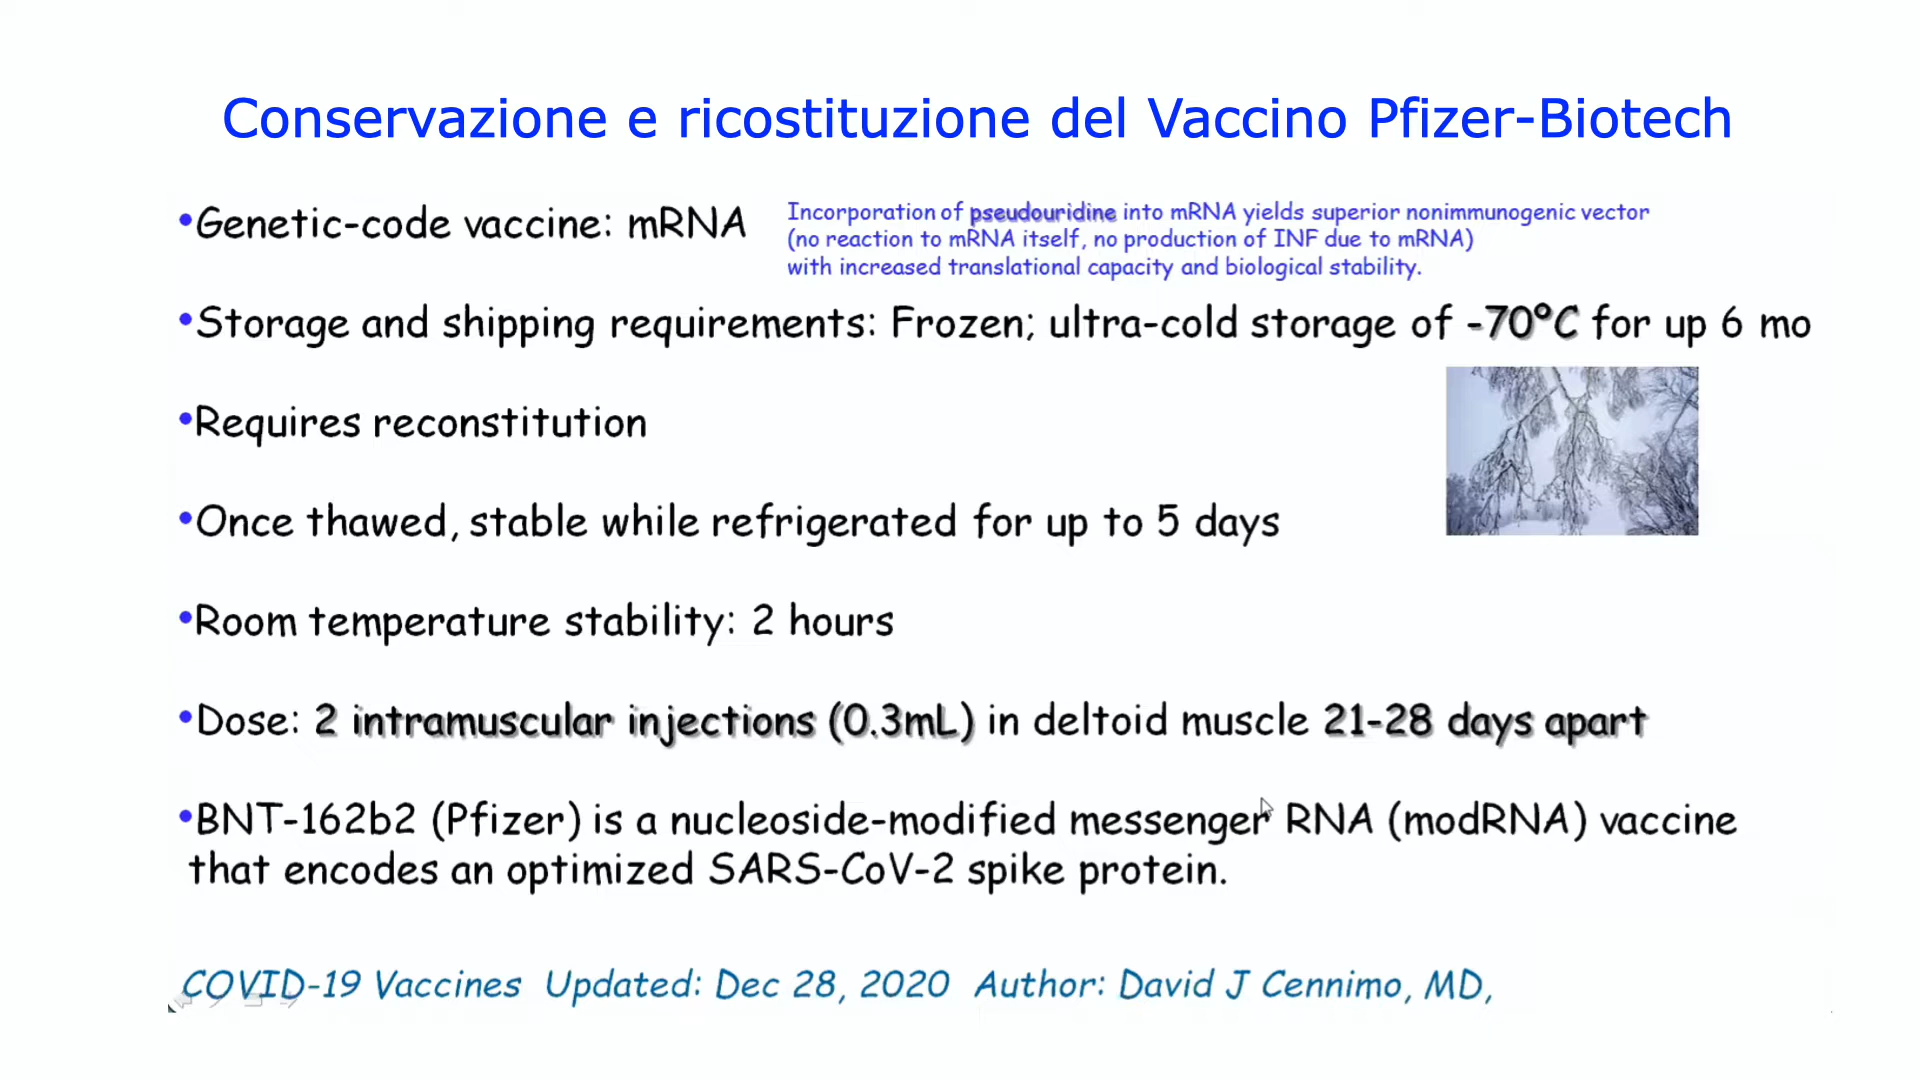 Conservazione e ricostituzione del Vaccino Pfizer-Biotech
•Genetic-code vaccine: mRNA
Incorporation of pseudouridine into mRNA yields superior nonimmunogenic vector
(no reaction to mRNA itself, no production of INF due to mRNA)
with increased translational capacity and biological stability.
•Storage and shipping requirements: Frozen; ultra-cold storage of -70°C for up 6 mo
•Requires reconstitution
•Once thawed, stable while refrigerated for up to 5 days
•Room temperature stability: 2 hours
•Dose: 2 intramuscular injections (0.3mL) in deltoid muscle 21-28 days apart
•BNT-162b2 (Pfizer) is a nucleoside-modified messenger RNA (modRNA) vaccine
that encodes an optimized SARS-CoV-2 spike protein.
COVID-19 Vaccines Updated: Dec 28, 2020 Author: David J Cennimo, MD,